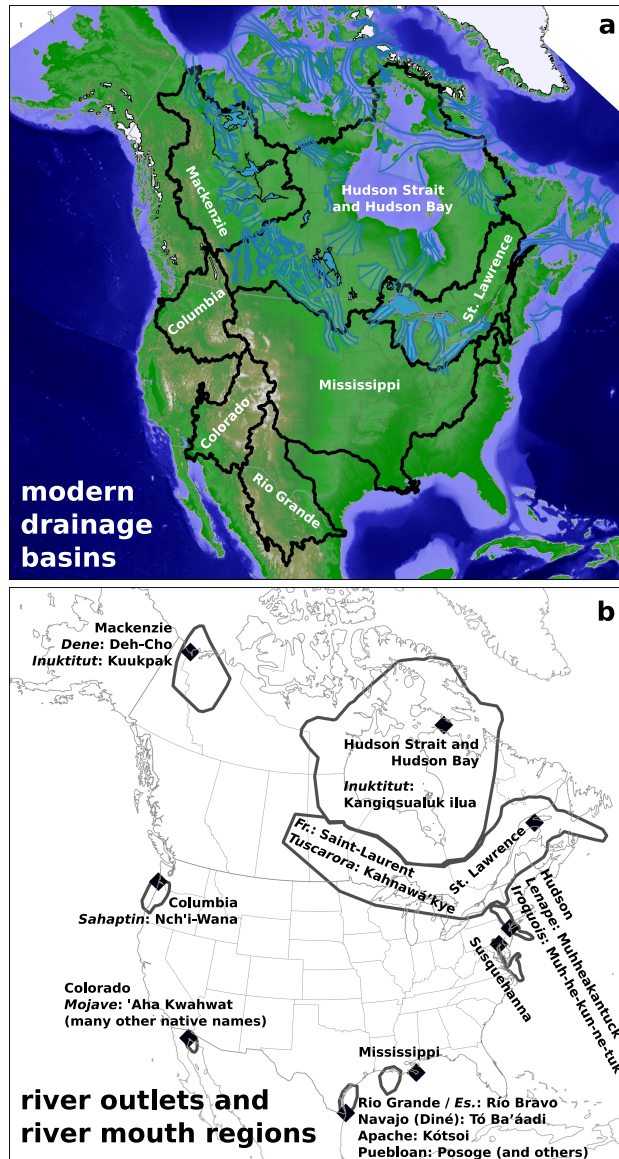 a
Mackenzie
Hudson Strait
and Hudson Bay
St. Lawrence
Columbia
Mississippi
Colorado
Rio Grande
modern
drainage
basins
b
Mackenzie
Dene: Deh-Cho
Inuktitut: Kuukpak
Hudson Strait and
Hudson Bay
Inuktitut:
Kangiqsualuk ilua
Fr.: Saint-Laurent
Tuscarora: Kahnawá'kye
St. Lawrence
Columbia
Sahaptin: Nch'i-Wana
Hudson
Lenape: Muhheakantuck
Iroquois: Muh-he-kun-ne-tuk
Susquehanna
Colorado
Mojave: 'Aha Kwahwat
(many other native names)
Mississippi
Rio Grande / Es.: Río Bravo
Navajo (Diné): Tó Ba'áadi
Apache: Kótsoi
Puebloan: Posoge (and others)
river outlets and
river mouth regions